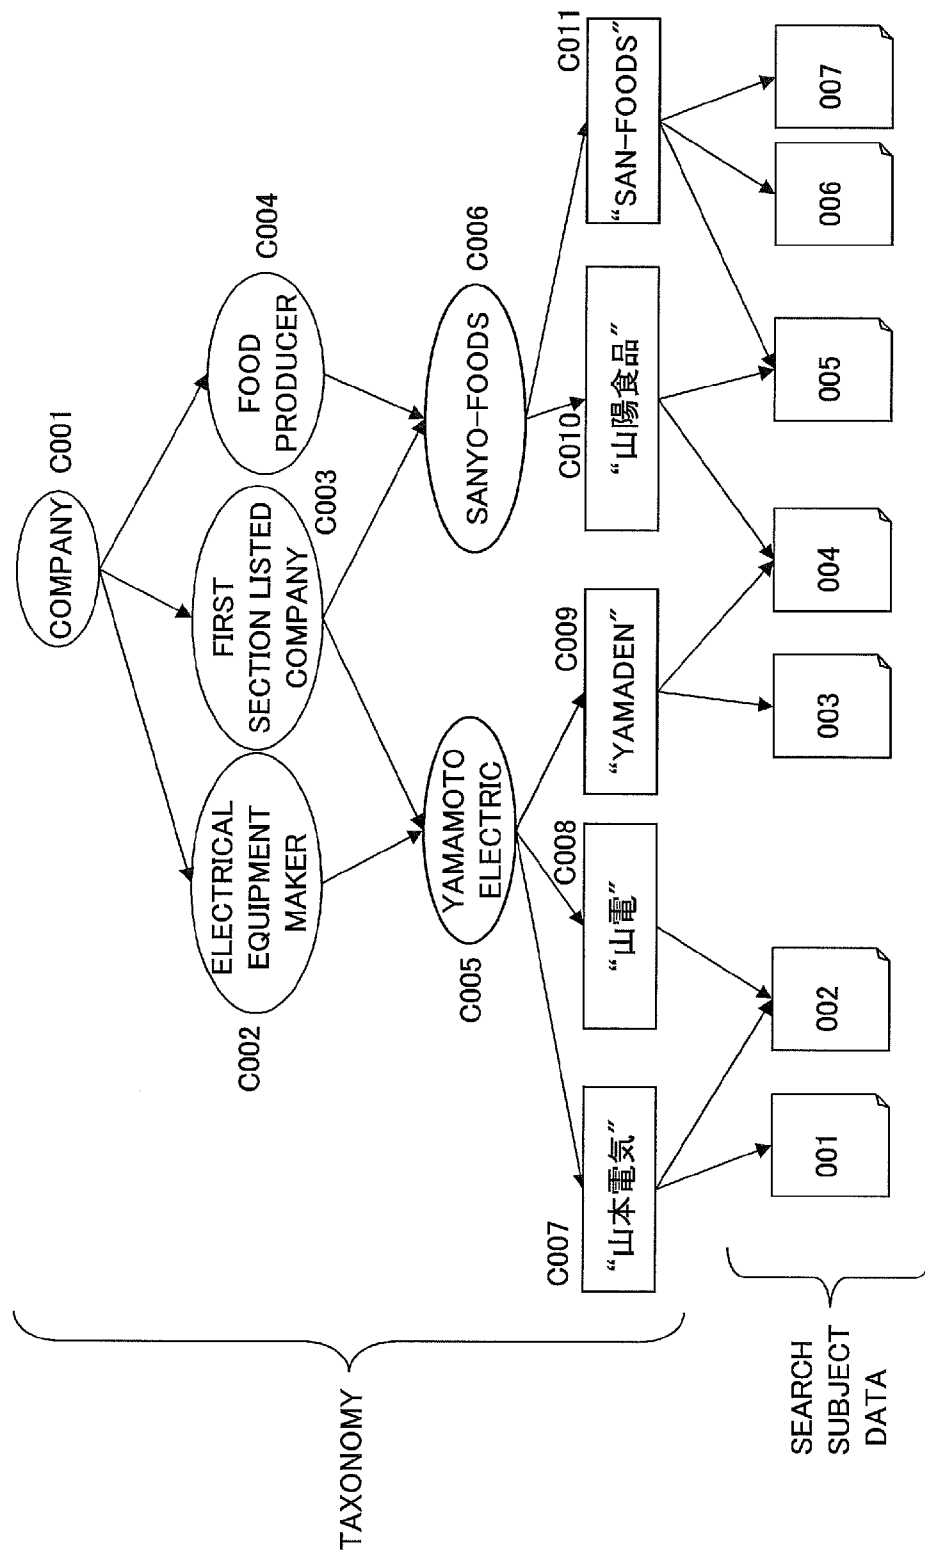 COMPANY
C001
ELECTRICAL
EQUIPMENT
MAKER
C002
FIRST
SECTION LISTED
COMPANY
C003
FOOD
PRODUCER
C004
YAMAMOTO
ELECTRIC
C005
SANYO-FOODS
C006
C007
“山本電気”
C008
“山電”
C009
“YAMADEN”
C010
“山陽食品”
C011
“SAN-FOODS”
001
002
003
004
005
006
007
TAXONOMY
SEARCH
SUBJECT
DATA